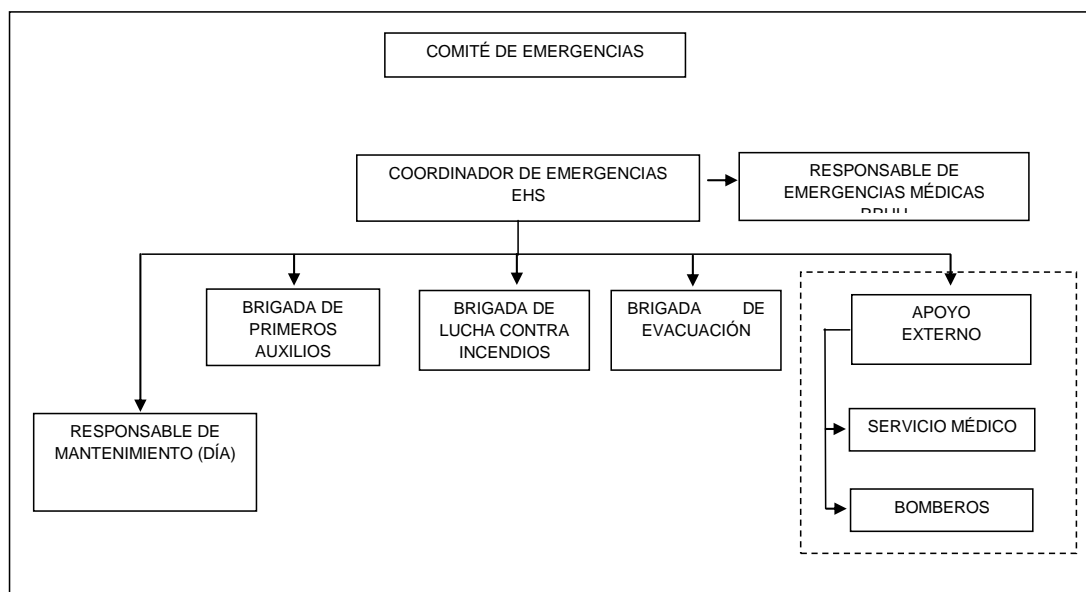 COMITÉ DE EMERGENCIAS
COORDINADOR DE EMERGENCIAS
EHS
RESPONSABLE DE
EMERGENCIAS MÉDICAS
BRIGADA DE
PRIMEROS
AUXILIOS
BRIGADA DE
LUCHA CONTRA
INCENDIOS
BRIGADA DE
EVACUACIÓN
APOYO
EXTERNO
RESPONSABLE DE
MANTENIMIENTO (DÍA)
SERVICIO MÉDICO
BOMBEROS